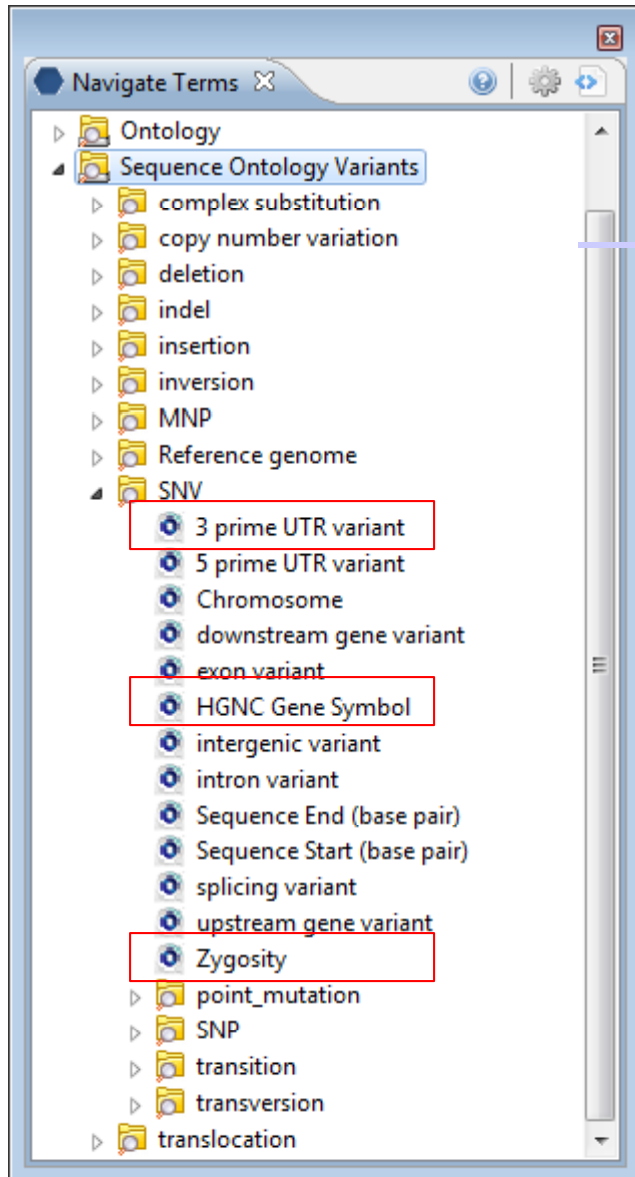 Navigate Terms
Ontology
Sequence Ontology Variants
complex substitution
copy number variation
deletion
indel
insertion
inversion
MNP
Reference genome
SNV
3 prime UTR variant
5 prime UTR variant
Chromosome
downstream gene variant
exon variant
HGNC Gene Symbol
intergenic variant
intron variant
Sequence End (base pair)
Sequence Start (base pair)
splicing variant
upstream gene variant
Zygosity
point_mutation
SNP
transition
transversion
translocation